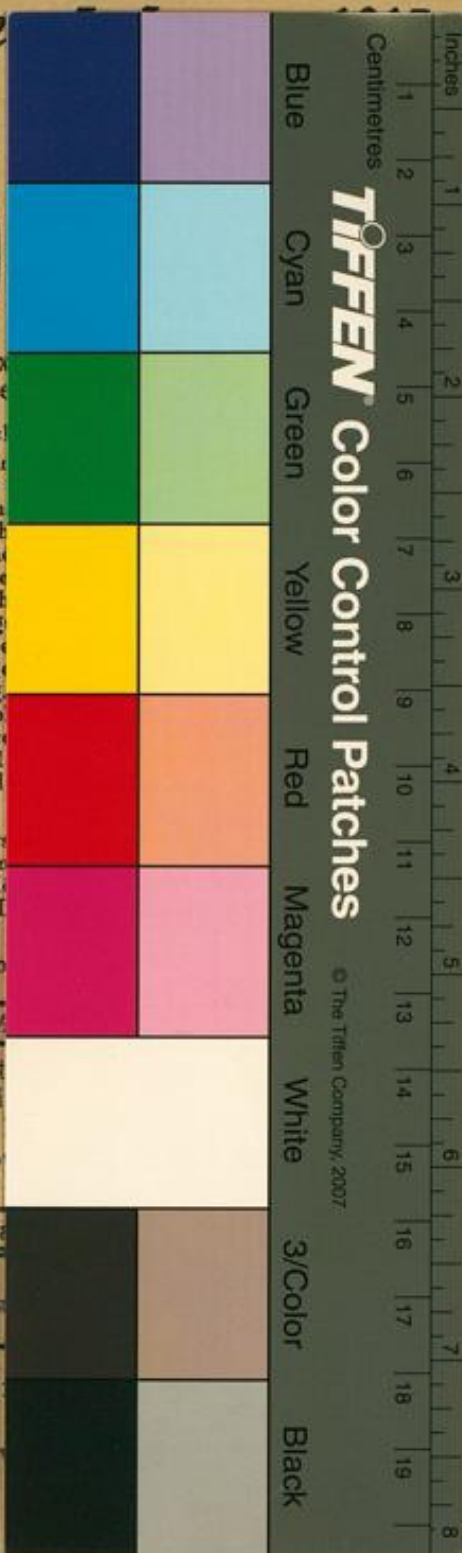 Inches 1 2 3 4 5 6 7 8
Centimetres 1 2 3 4 5 6 7 8 9 10 11 12 13 14 15 16 17 18 19
TIFFEN® Color Control Patches © The Tiffen Company, 2007
Blue Cyan Green Yellow Red Magenta White 3/Color Black